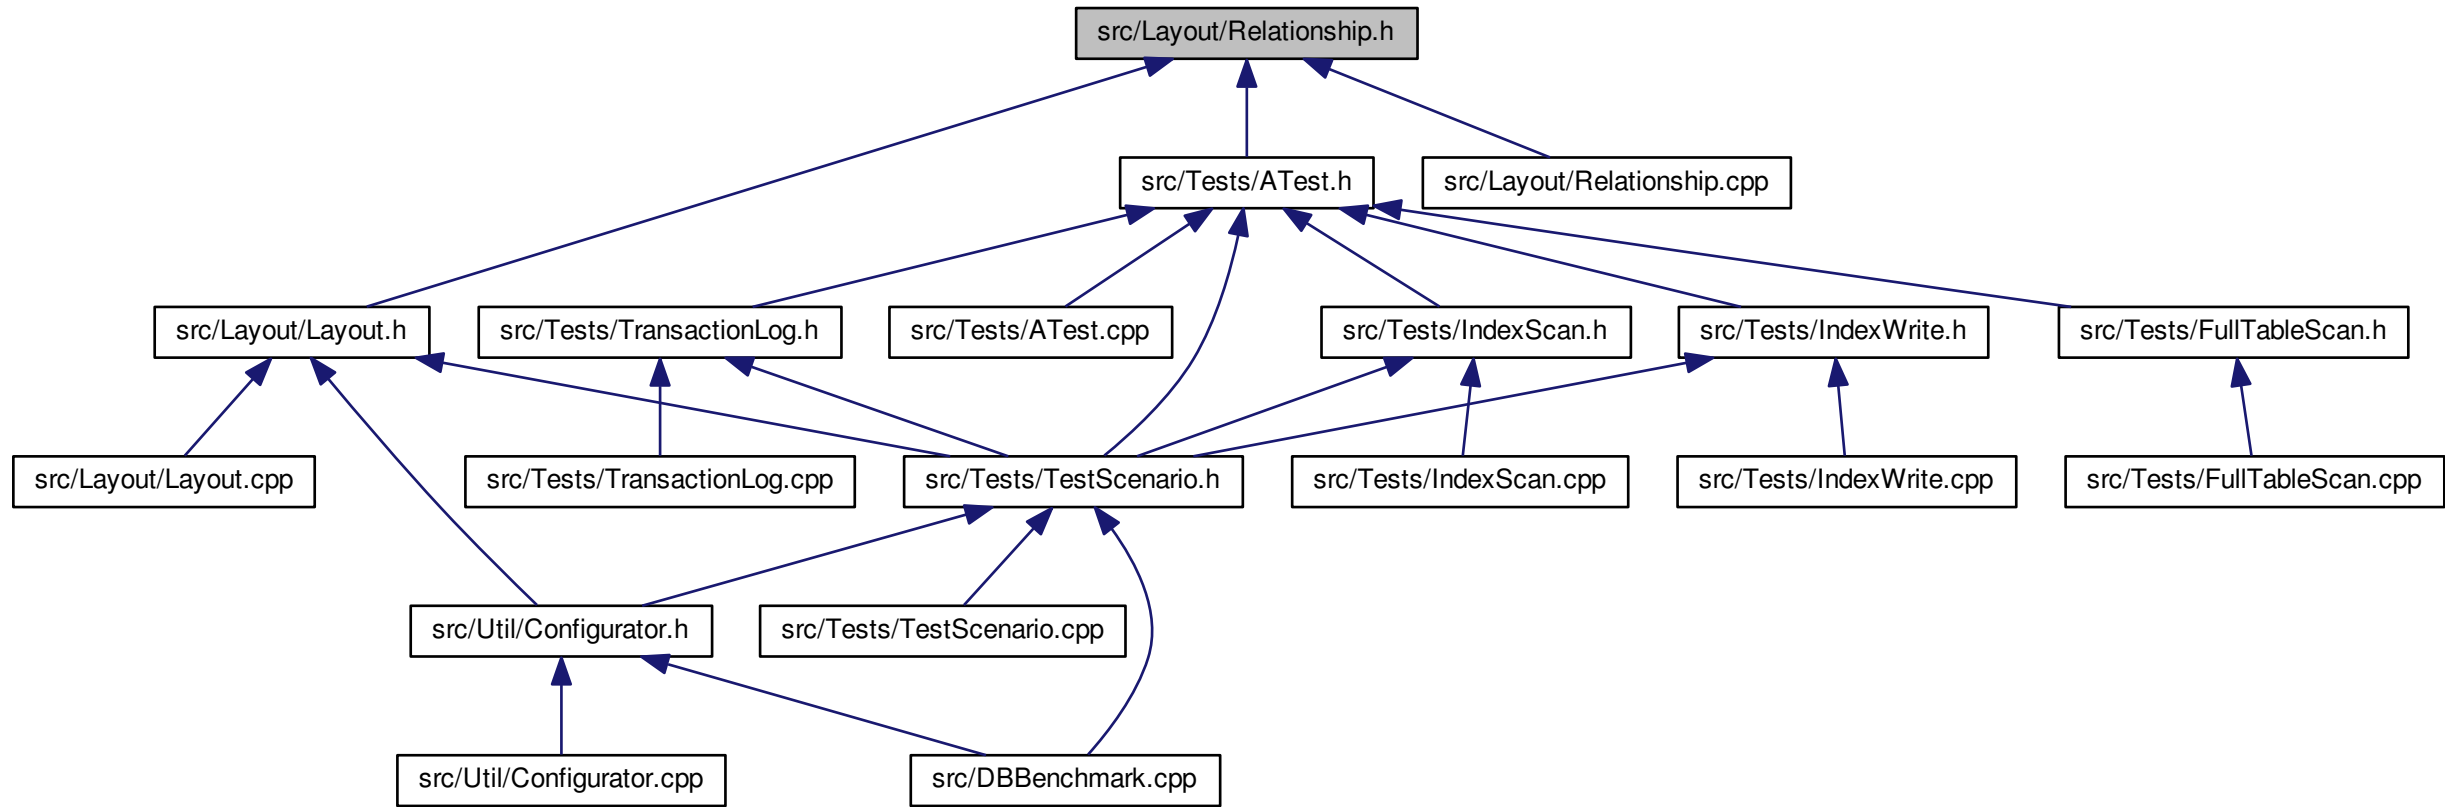 src/Layout/Relationship.h
src/Tests/ATest.h
src/Layout/Relationship.cpp
src/Layout/Layout.h
src/Tests/TransactionLog.h
src/Tests/ATest.cpp
src/Tests/IndexScan.h
src/Tests/IndexWrite.h
src/Tests/FullTableScan.h
src/Layout/Layout.cpp
src/Tests/TransactionLog.cpp
src/Tests/TestScenario.h
src/Tests/IndexScan.cpp
src/Tests/IndexWrite.cpp
src/Tests/FullTableScan.cpp
src/Util/Configurator.h
src/Tests/TestScenario.cpp
src/Util/Configurator.cpp
src/DBBenchmark.cpp